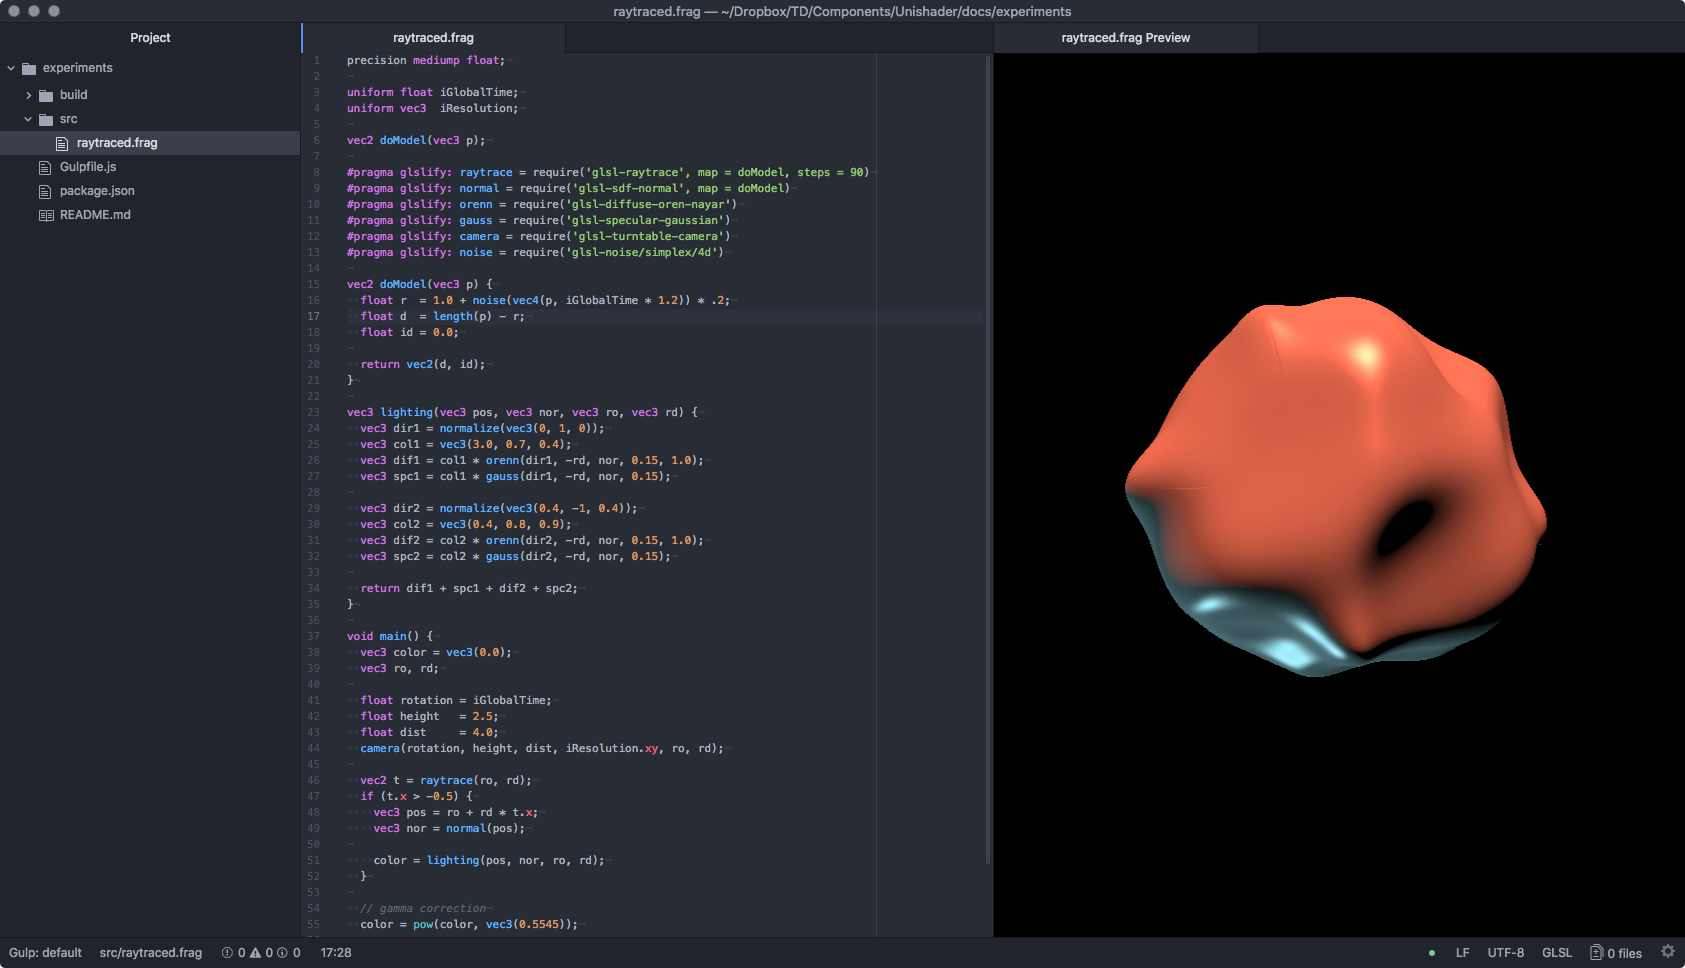 raytraced.frag — ~/Dropbox/TD/Components/Unishader/docs/experiments
Project
experiments
build
src
raytraced.frag
Gulpfile.js
package.json
README.md
raytraced.frag
1 precision mediump float;
2
3 uniform float iGlobalTime;
4 uniform vec3  iResolution;
5
6 vec2 doModel(vec3 p);
7
8 #pragma glslify: raytrace = require('glsl-raytrace', map = doModel, steps = 90)
9 #pragma glslify: normal = require('glsl-sdf-normal', map = doModel)
10 #pragma glslify: orenn = require('glsl-diffuse-oren-nayar')
11 #pragma glslify: gauss = require('glsl-specular-gaussian')
12 #pragma glslify: camera = require('glsl-turntable-camera')
13 #pragma glslify: noise = require('glsl-noise/simplex/4d')
14
15 vec2 doModel(vec3 p) {
16   float r  = 1.0 + noise(vec4(p, iGlobalTime * 1.2)) * .2;
17   float d  = length(p) - r;
18   float id = 0.0;
19
20   return vec2(d, id);
21 }
22
23 vec3 lighting(vec3 pos, vec3 nor, vec3 ro, vec3 rd) {
24   vec3 dir1 = normalize(vec3(0, 1, 0));
25   vec3 col1 = vec3(3.0, 0.7, 0.4);
26   vec3 dif1 = col1 * orenn(dir1, -rd, nor, 0.15, 1.0);
27   vec3 spc1 = col1 * gauss(dir1, -rd, nor, 0.15);
28
29   vec3 dir2 = normalize(vec3(0.4, -1, 0.4));
30   vec3 col2 = vec3(0.4, 0.8, 0.9);
31   vec3 dif2 = col2 * orenn(dir2, -rd, nor, 0.15, 1.0);
32   vec3 spc2 = col2 * gauss(dir2, -rd, nor, 0.15);
33
34   return dif1 + spc1 + dif2 + spc2;
35 }
36
37 void main() {
38   vec3 color = vec3(0.0);
39   vec3 ro, rd;
40
41   float rotation = iGlobalTime;
42   float height   = 2.5;
43   float dist     = 4.0;
44   camera(rotation, height, dist, iResolution.xy, ro, rd);
45
46   vec2 t = raytrace(ro, rd);
47   if (t.x > -0.5) {
48     vec3 pos = ro + rd * t.x;
49     vec3 nor = normal(pos);
50
51     color = lighting(pos, nor, ro, rd);
52   }
53
54   // gamma correction
55   color = pow(color, vec3(0.5545));
raytraced.frag Preview
Gulp: default src/raytraced.frag 0 0 0 17:28
LF UTF-8 GLSL 0 files